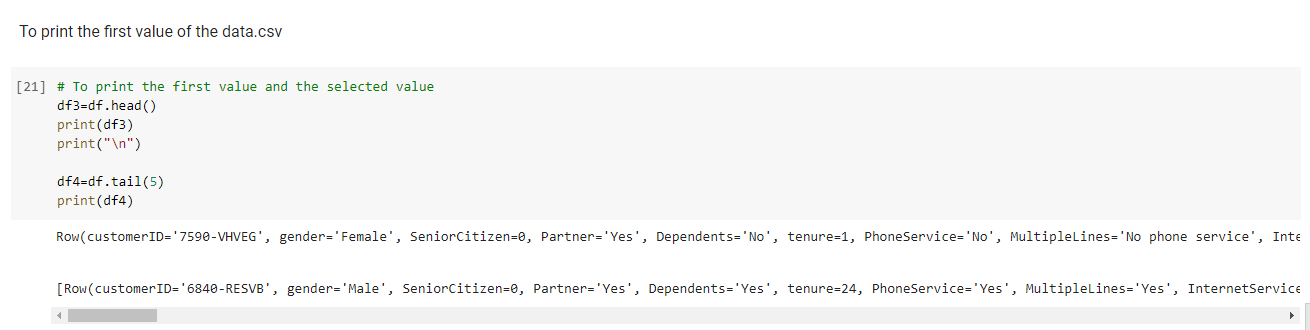 To print the first value of the data.csv
[21] # To print the first value and the selected value
df3=df.head()
print(df3)
print("\n")
df4=df.tail(5)
print(df4)
Row(customerID='7590-VHVEG', gender='Female', SeniorCitizen=0, Partner='Yes', Dependents='No', tenure=1, PhoneService='No', MultipleLines='No phone service', Inte
[Row(customerID='6840-RESVB', gender='Male', SeniorCitizen=0, Partner='Yes', Dependents='Yes', tenure=24, PhoneService='Yes', MultipleLines='Yes', InternetService